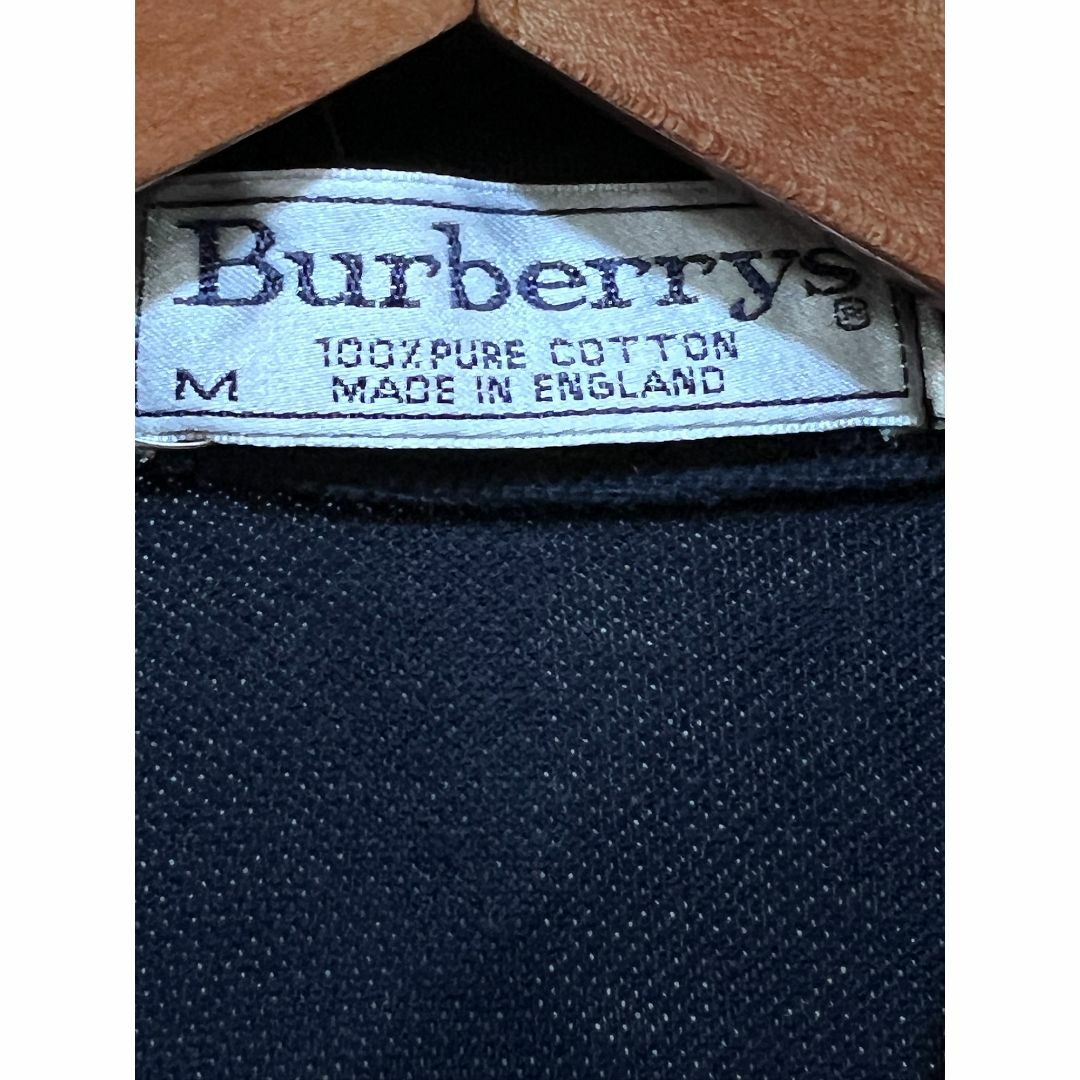 Burberrys®
100% PURE COTTON
M MADE IN ENGLAND